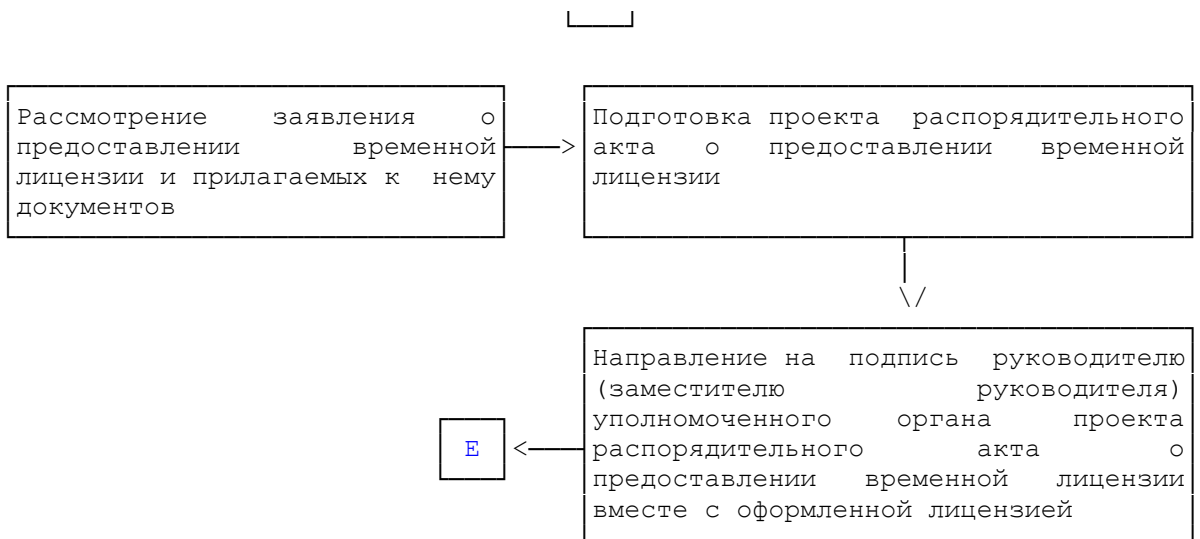 Рассмотрение заявления о
предоставлении временной
лицензии и прилагаемых к нему
документов
Подготовка проекта распорядительного
акта о предоставлении временной
лицензии
Направление на подпись руководителю
(заместителю руководителя)
уполномоченного органа проекта
распорядительного акта о
предоставлении временной лицензии
вместе с оформленной лицензией
Е